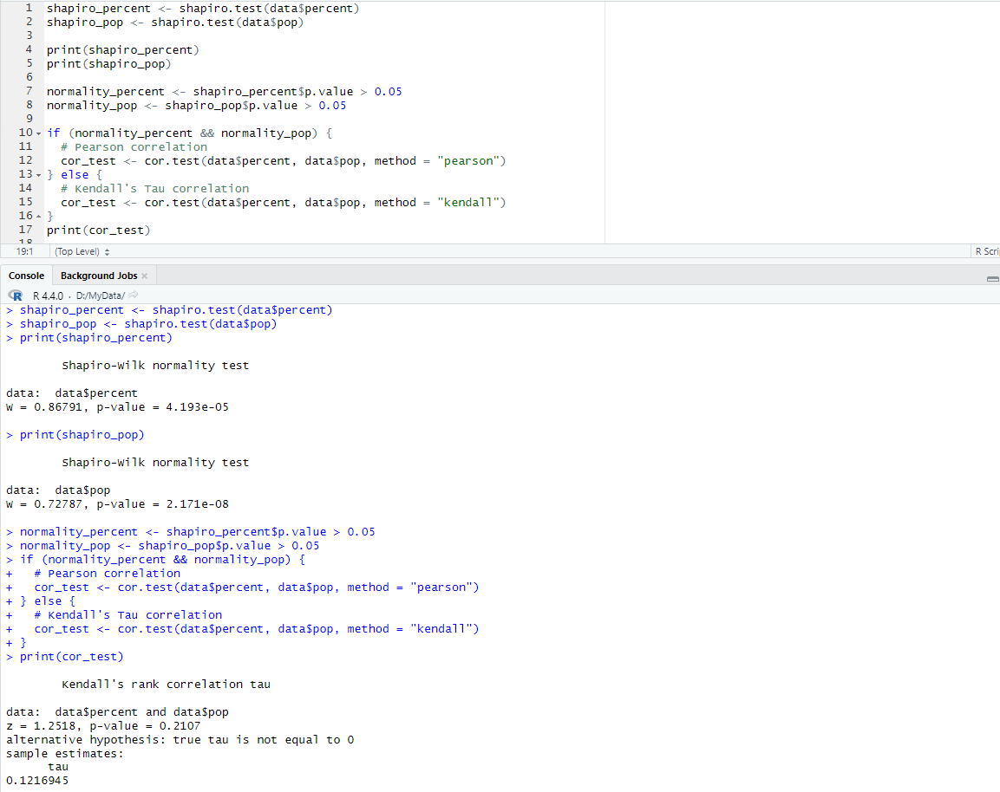 1 shapiro_percent <- shapiro.test(data$percent)
2 shapiro_pop <- shapiro.test(data$pop)
3
4 print(shapiro_percent)
5 print(shapiro_pop)
6
7 normality_percent <- shapiro_percent$p.value > 0.05
8 normality_pop <- shapiro_pop$p.value > 0.05
9
10 if (normality_percent && normality_pop) {
11   # Pearson correlation
12   cor_test <- cor.test(data$percent, data$pop, method = "pearson")
13 } else {
14   # Kendall's Tau correlation
15   cor_test <- cor.test(data$percent, data$pop, method = "kendall")
16 }
17 print(cor_test)
18
19:1 (Top Level) R Scri
Console Background Jobs
R R 4.4.0 · D:/MyData/
> shapiro_percent <- shapiro.test(data$percent)
> shapiro_pop <- shapiro.test(data$pop)
> print(shapiro_percent)
Shapiro-Wilk normality test
data:  data$percent
W = 0.86791, p-value = 4.193e-05
> print(shapiro_pop)
Shapiro-Wilk normality test
data:  data$pop
W = 0.72787, p-value = 2.171e-08
> normality_percent <- shapiro_percent$p.value > 0.05
> normality_pop <- shapiro_pop$p.value > 0.05
> if (normality_percent && normality_pop) {
+   # Pearson correlation
+   cor_test <- cor.test(data$percent, data$pop, method = "pearson")
+ } else {
+   # Kendall's Tau correlation
+   cor_test <- cor.test(data$percent, data$pop, method = "kendall")
+ }
> print(cor_test)
Kendall's rank correlation tau
data:  data$percent and data$pop
z = 1.2518, p-value = 0.2107
alternative hypothesis: true tau is not equal to 0
sample estimates:
tau
0.1216945